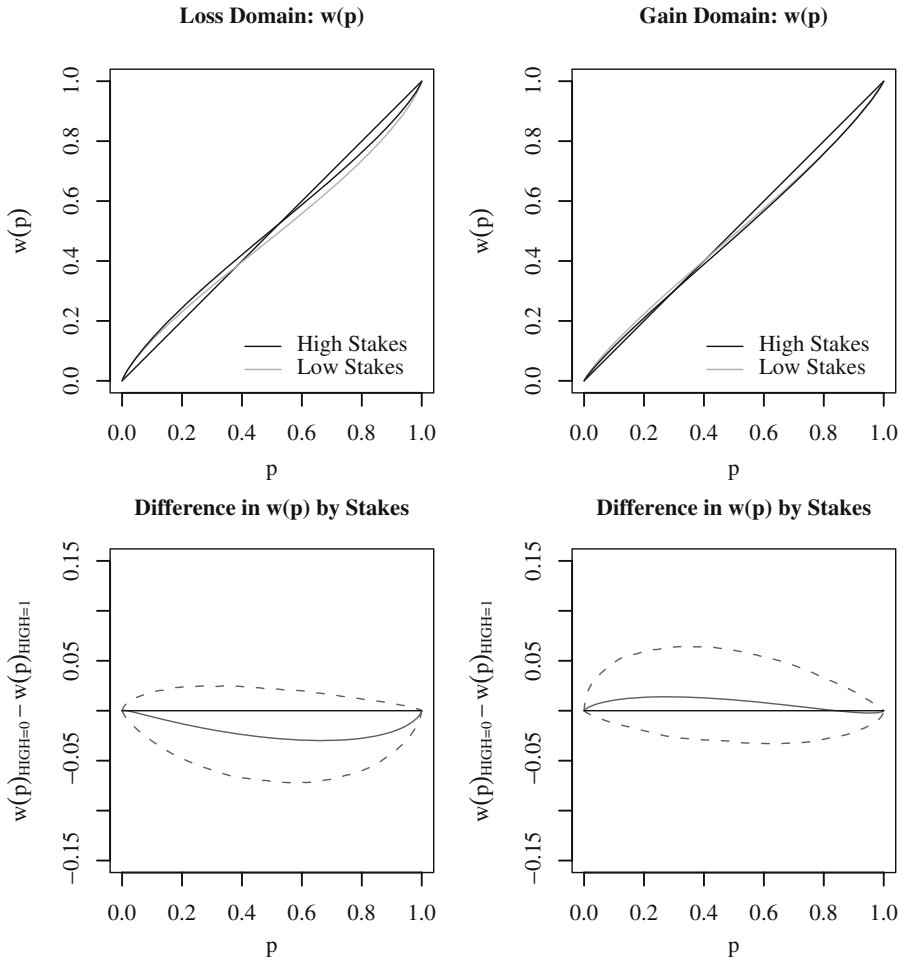 Loss Domain: w(p)
w(p)
1.0
0.8
0.6
0.4
0.2
0.0
High Stakes
Low Stakes
0.0 0.2 0.4 0.6 0.8 1.0
p
Gain Domain: w(p)
w(p)
1.0
0.8
0.6
0.4
0.2
0.0
High Stakes
Low Stakes
0.0 0.2 0.4 0.6 0.8 1.0
p
Difference in w(p) by Stakes
w(p)HIGH=0 − w(p)HIGH=1
0.15
0.05
−0.05
−0.15
0.0 0.2 0.4 0.6 0.8 1.0
p
Difference in w(p) by Stakes
w(p)HIGH=0 − w(p)HIGH=1
0.15
0.05
−0.05
−0.15
0.0 0.2 0.4 0.6 0.8 1.0
p